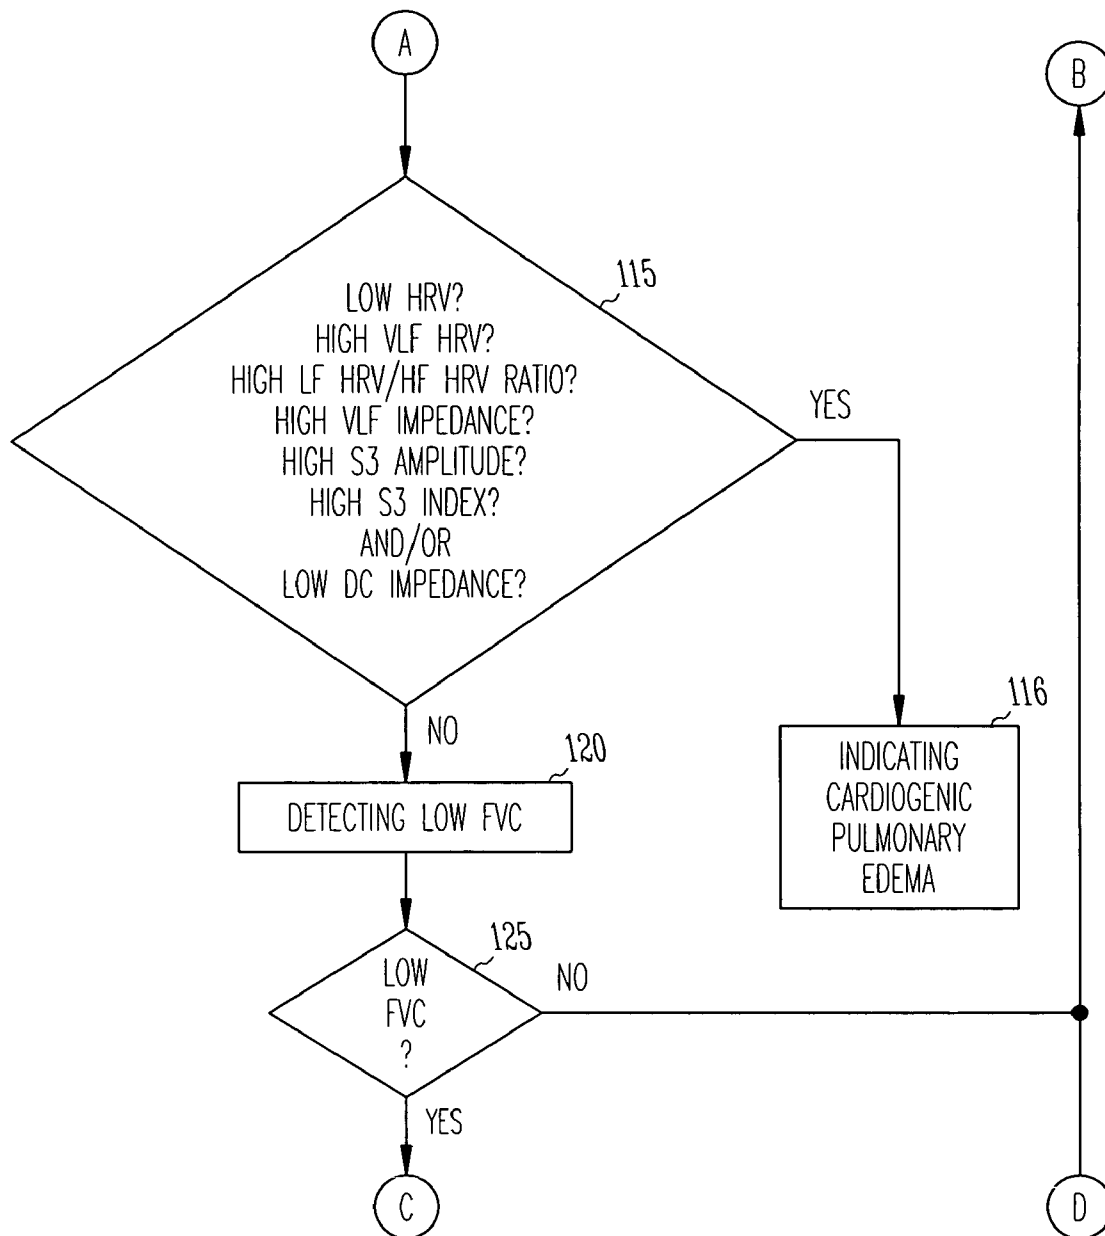 A
B
115
LOW HRV?
HIGH VLF HRV?
HIGH LF HRV/HF HRV RATIO?
HIGH VLF IMPEDANCE?
HIGH S3 AMPLITUDE?
HIGH S3 INDEX?
AND/OR
LOW DC IMPEDANCE?
YES
NO
116
INDICATING
CARDIOGENIC
PULMONARY
EDEMA
120
DETECTING LOW FVC
125
LOW
FVC
?
NO
YES
C
D